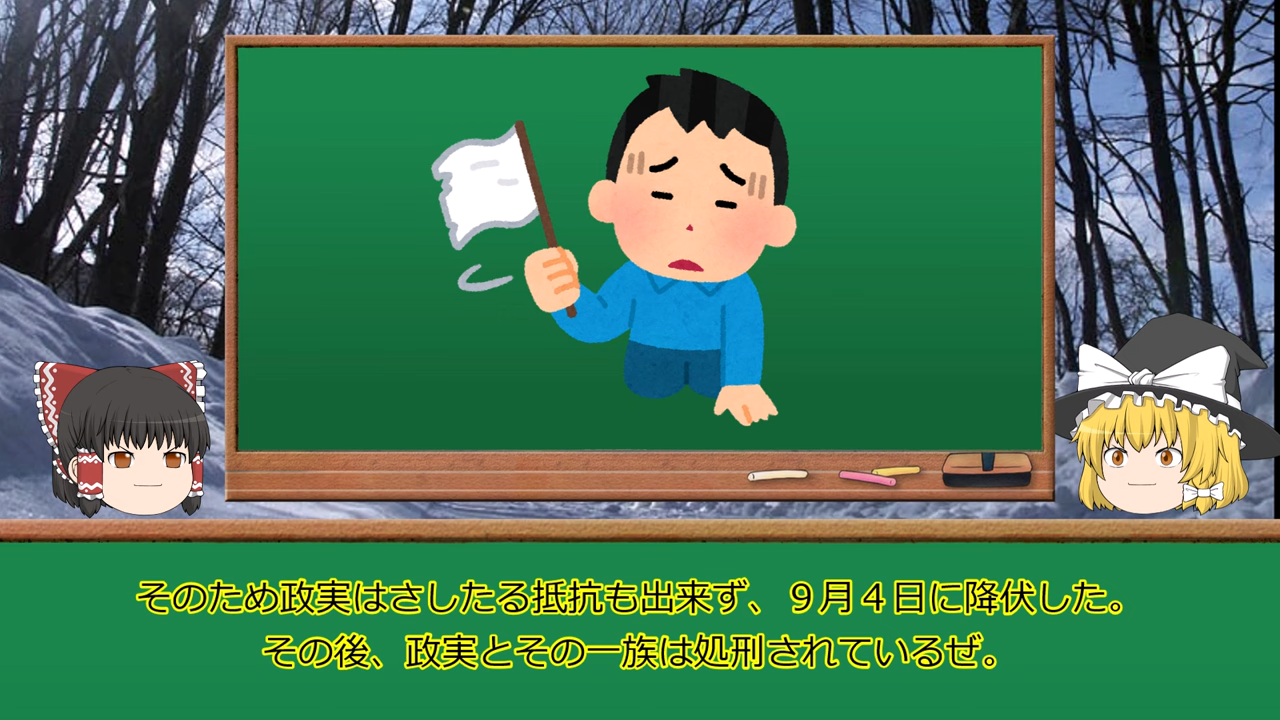 そのため政実はさしたる抵抗も出来ず、９月４日に降伏した。
その後、政実とその一族は処刑されているぜ。